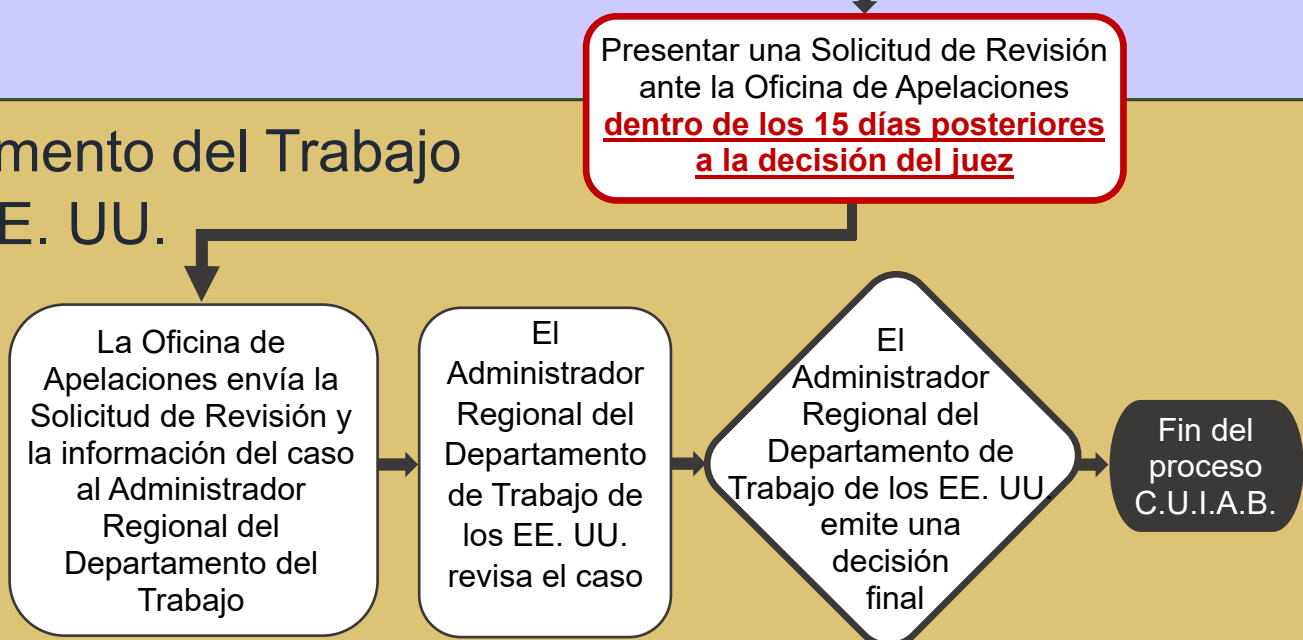 Presentar una Solicitud de Revisión
ante la Oficina de Apelaciones
dentro de los 15 días posteriores
a la decisión del juez
mento del Trabajo
E. UU.
La Oficina de
Apelaciones envía la
Solicitud de Revisión y
la información del caso
al Administrador
Regional del
Departamento del
Trabajo
El
Administrador
Regional del
Departamento
de Trabajo de
los EE. UU.
revisa el caso
El
Administrador
Regional del
Departamento de
Trabajo de los EE. UU.
emite una
decisión
final
Fin del
proceso
C.U.I.A.B.